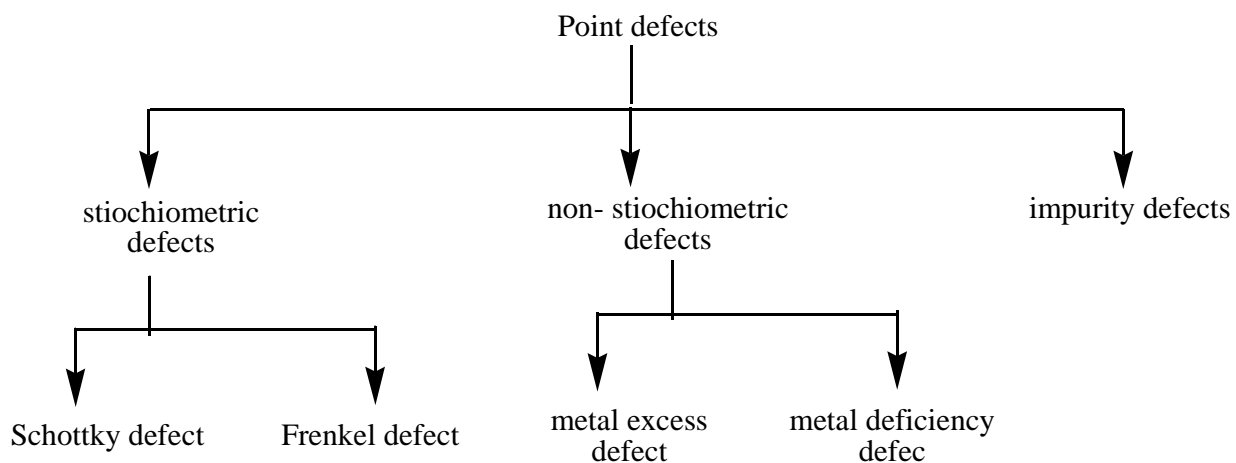 Point defects
stiochiometric
defects
non- stiochiometric
defects
impurity defects
Schottky defect
Frenkel defect
metal excess
defect
metal deficiency
defec